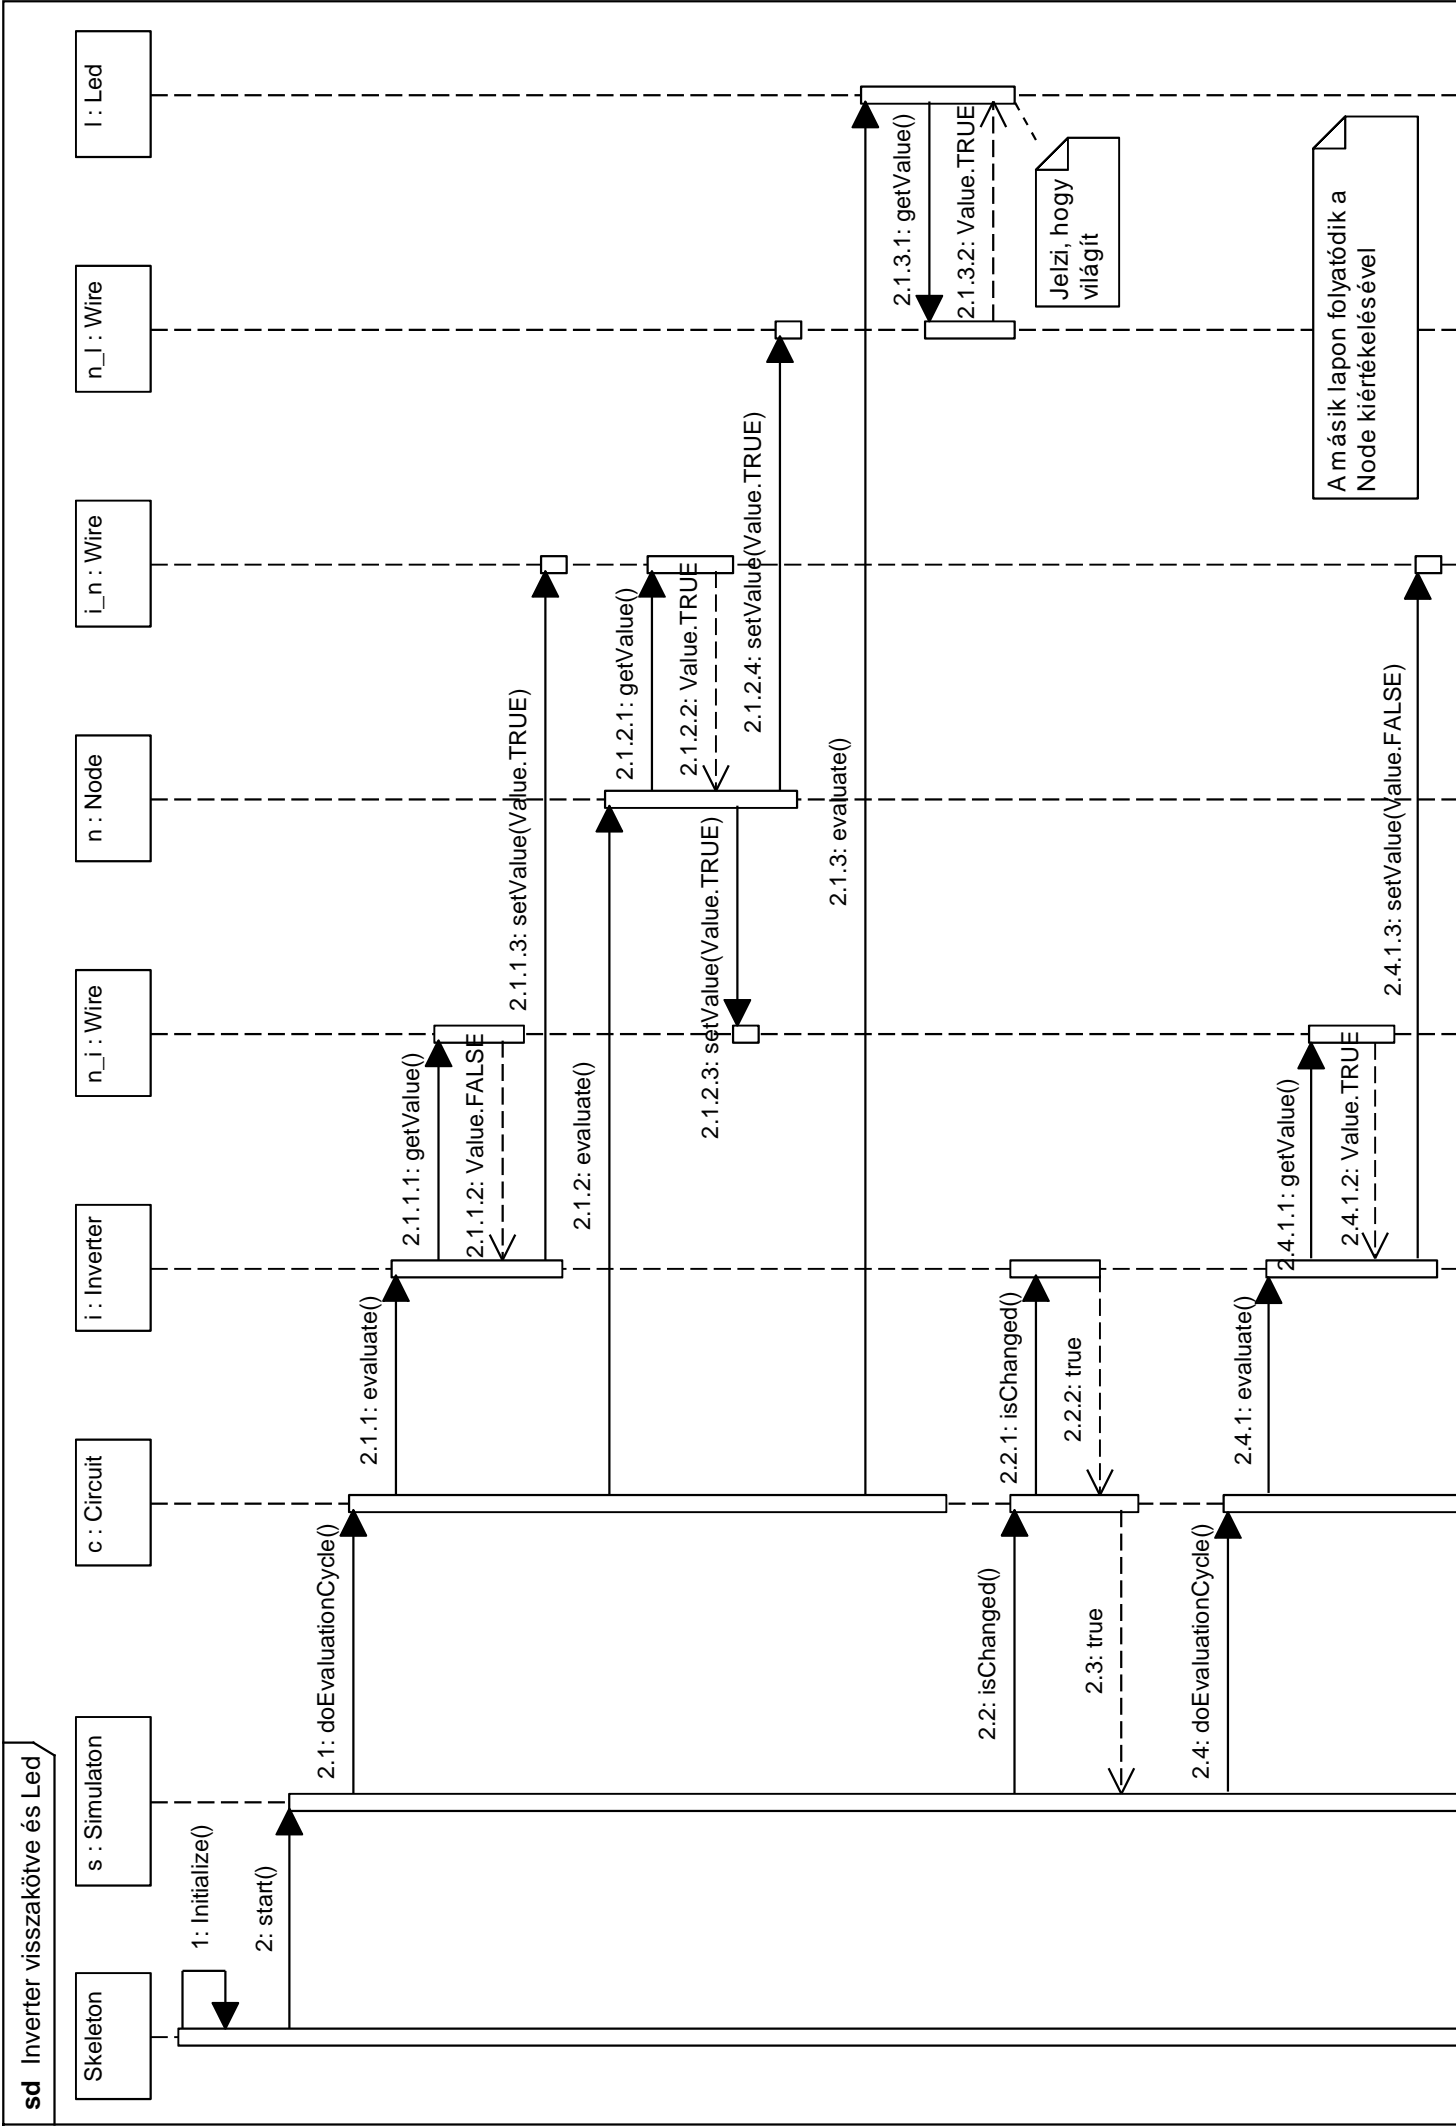 sd Inverter visszakötve és Led
Skeleton
s : Simulaton
c : Circuit
i : Inverter
n_i : Wire
n : Node
i_n : Wire
n_l : Wire
l : Led
1: Initialize()
2: start()
2.1: doEvaluationCycle()
2.1.1: evaluate()
2.1.1.1: getValue()
2.1.1.2: Value.FALSE
2.1.1.3: setValue(Value.TRUE)
2.1.2: evaluate()
2.1.2.1: getValue()
2.1.2.2: Value.TRUE
2.1.2.3: setValue(Value.TRUE)
2.1.2.4: setValue(Value.TRUE)
2.1.3: evaluate()
2.1.3.1: getValue()
2.1.3.2: Value.TRUE
Jelzi, hogy
világít
2.2: isChanged()
2.2.1: isChanged()
2.2.2: true
2.3: true
2.4: doEvaluationCycle()
2.4.1: evaluate()
2.4.1.1: getValue()
2.4.1.2: Value.TRUE
2.4.1.3: setValue(Value.FALSE)
A másik lapon folyatódik a
Node kiértékelésével